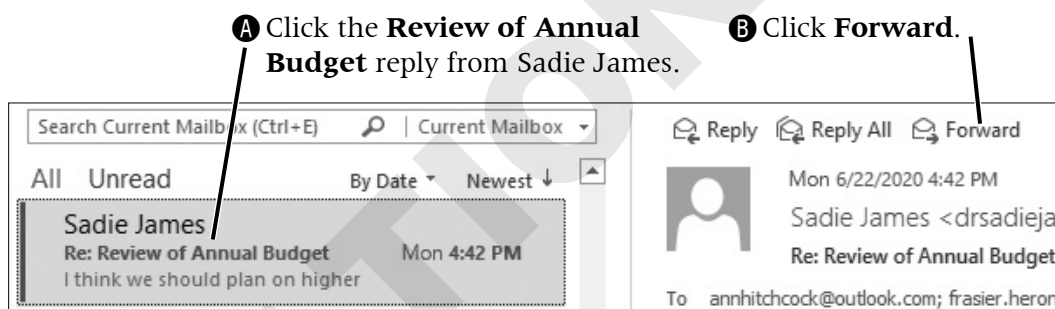 A Click the Review of Annual
Budget reply from Sadie James.
B Click Forward.
Search Current Mailbox (Ctrl+E) Current Mailbox
All Unread By Date Newest ↓
Sadie James
Re: Review of Annual Budget Mon 4:42 PM
I think we should plan on higher
Reply Reply All Forward
Mon 6/22/2020 4:42 PM
Sadie James <drsadieja
Re: Review of Annual Budget
To annhitchcock@outlook.com; frasier.heron